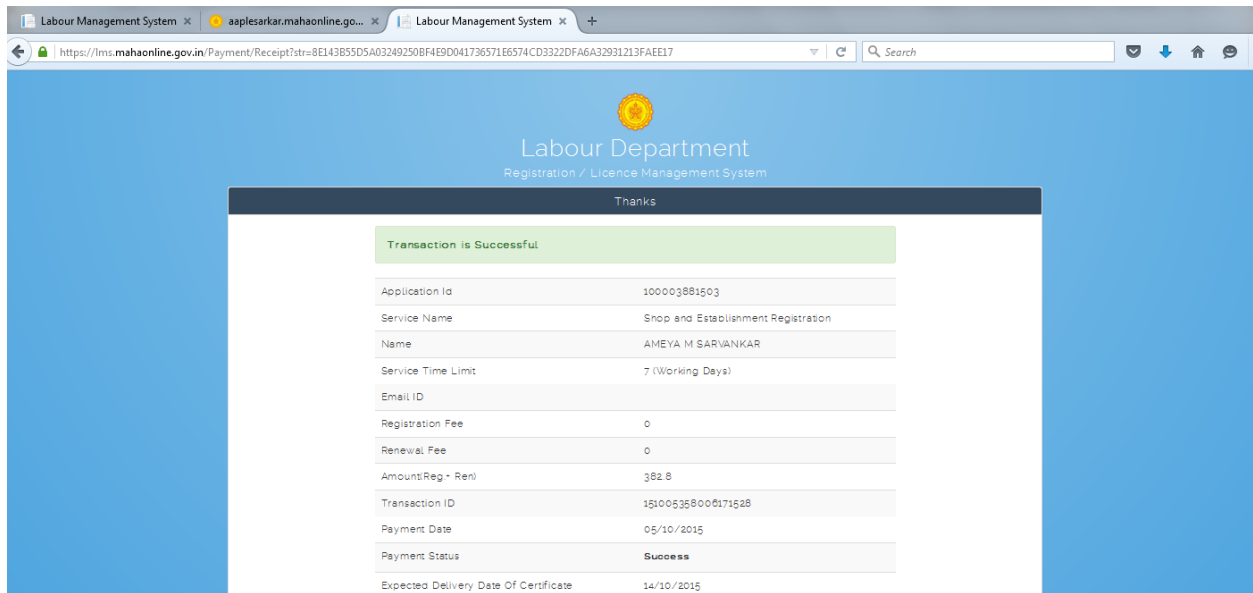 Labour Management System × aaplesarkar.mahaonline.go... × Labour Management System × +
https://lms.mahaonline.gov.in/Payment/Receipt?str=8E143B55D5A03249250BF4E9D041736571E6574CD3322DFA6A32931213FAEE17 Search
Labour Department
Registration / Licence Management System
Thanks
Transaction is Successful
Application Id 100003881503
Service Name Shop and Establishment Registration
Name AMEYA M SARVANKAR
Service Time Limit 7 (Working Days)
Email ID
Registration Fee 0
Renewal Fee 0
Amount(Reg.+ Ren) 382.8
Transaction ID 151005358006171528
Payment Date 05/10/2015
Payment Status Success
Expected Delivery Date Of Certificate 14/10/2015